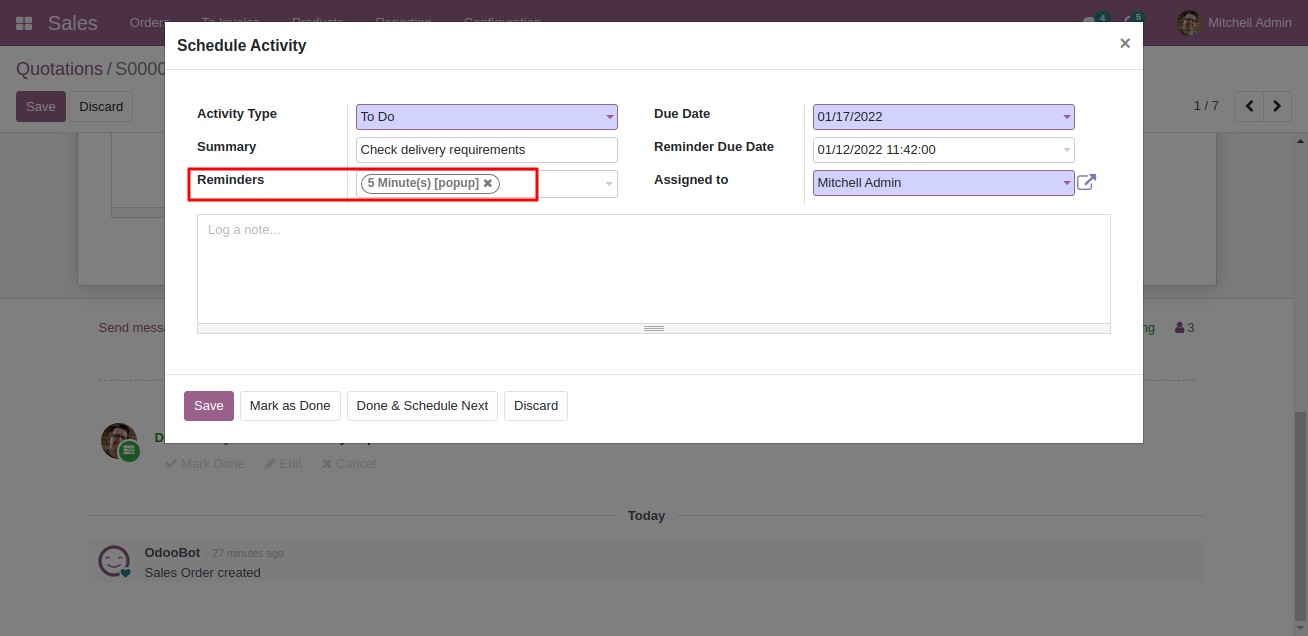 Sales Orders To Invoice Products Reporting Configuration 4 5 Mitchell Admin
Schedule Activity ×
Quotations / S0000
Save Discard
1 / 7
Activity Type To Do Due Date 01/17/2022
Summary Check delivery requirements Reminder Due Date 01/12/2022 11:42:00
Reminders 5 Minute(s) [popup] Assigned to Mitchell Admin
Log a note...
Send messa
3
Save Mark as Done Done & Schedule Next Discard
Mark Done Edit Cancel
Today
OdooBot - 27 minutes ago
Sales Order created